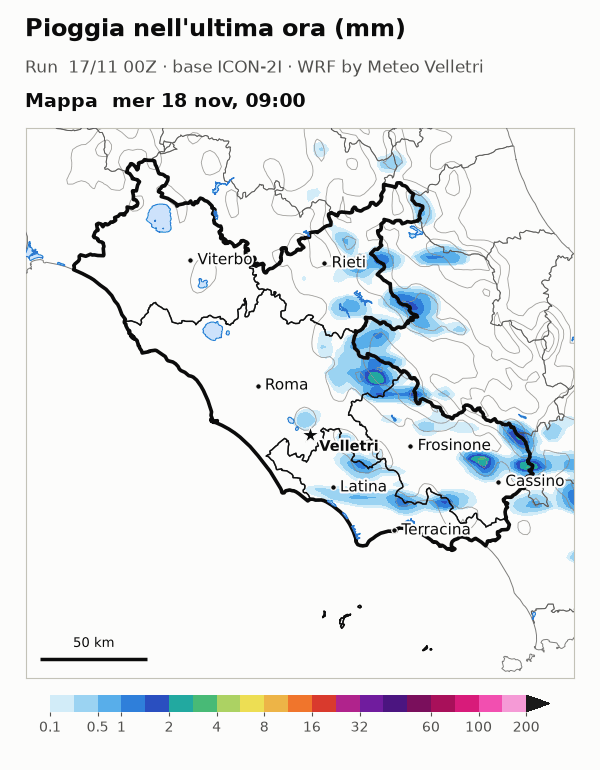 Pioggia nell'ultima ora (mm)
Run  17/11 00Z · base ICON-2I · WRF by Meteo Velletri
Mappa  mer 18 nov, 09:00
Viterbo
Rieti
Roma
Velletri
Frosinone
Latina
Cassino
Terracina
50 km
0.1 0.5 1 2 4 8 16 32 60 100 200